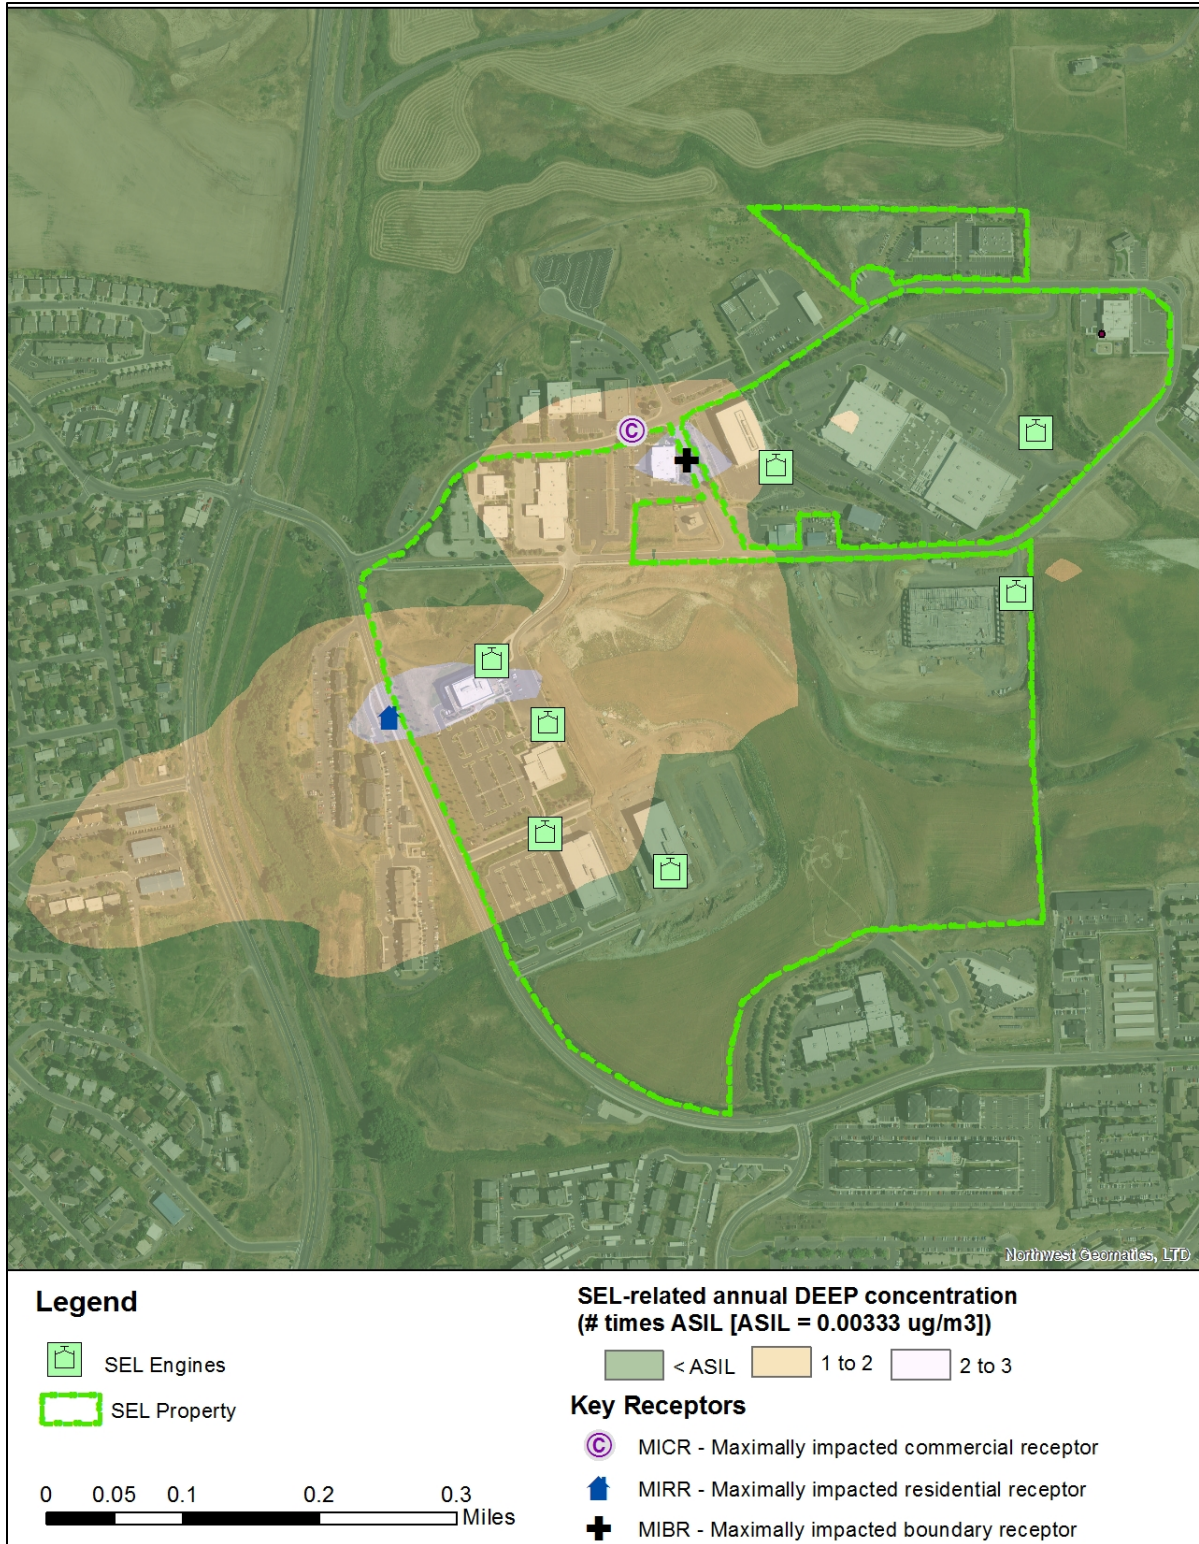 C
Northwest Geomatics, LTD
Legend
SEL Engines
SEL Property
0 0.05 0.1 0.2 0.3
Miles
SEL-related annual DEEP concentration
(# times ASIL [ASIL = 0.00333 ug/m3])
< ASIL 1 to 2 2 to 3
Key Receptors
C MICR - Maximally impacted commercial receptor
MIRR - Maximally impacted residential receptor
MIBR - Maximally impacted boundary receptor